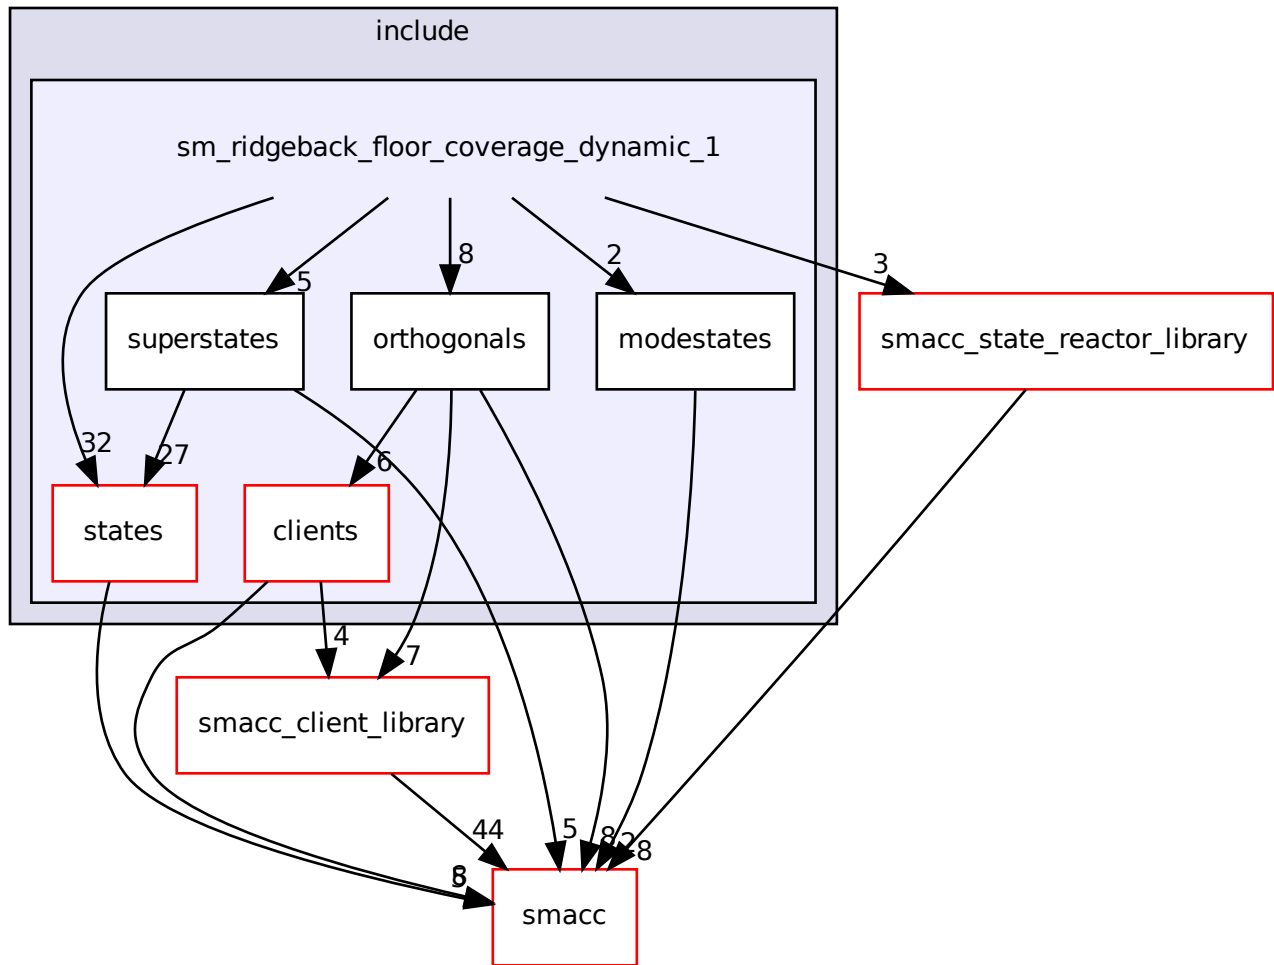 include
sm_ridgeback_floor_coverage_dynamic_1
5
8
2
3
superstates
orthogonals
modestates
smacc_state_reactor_library
32
27
6
states
clients
4
7
smacc_client_library
44
5
8
2
8
smacc